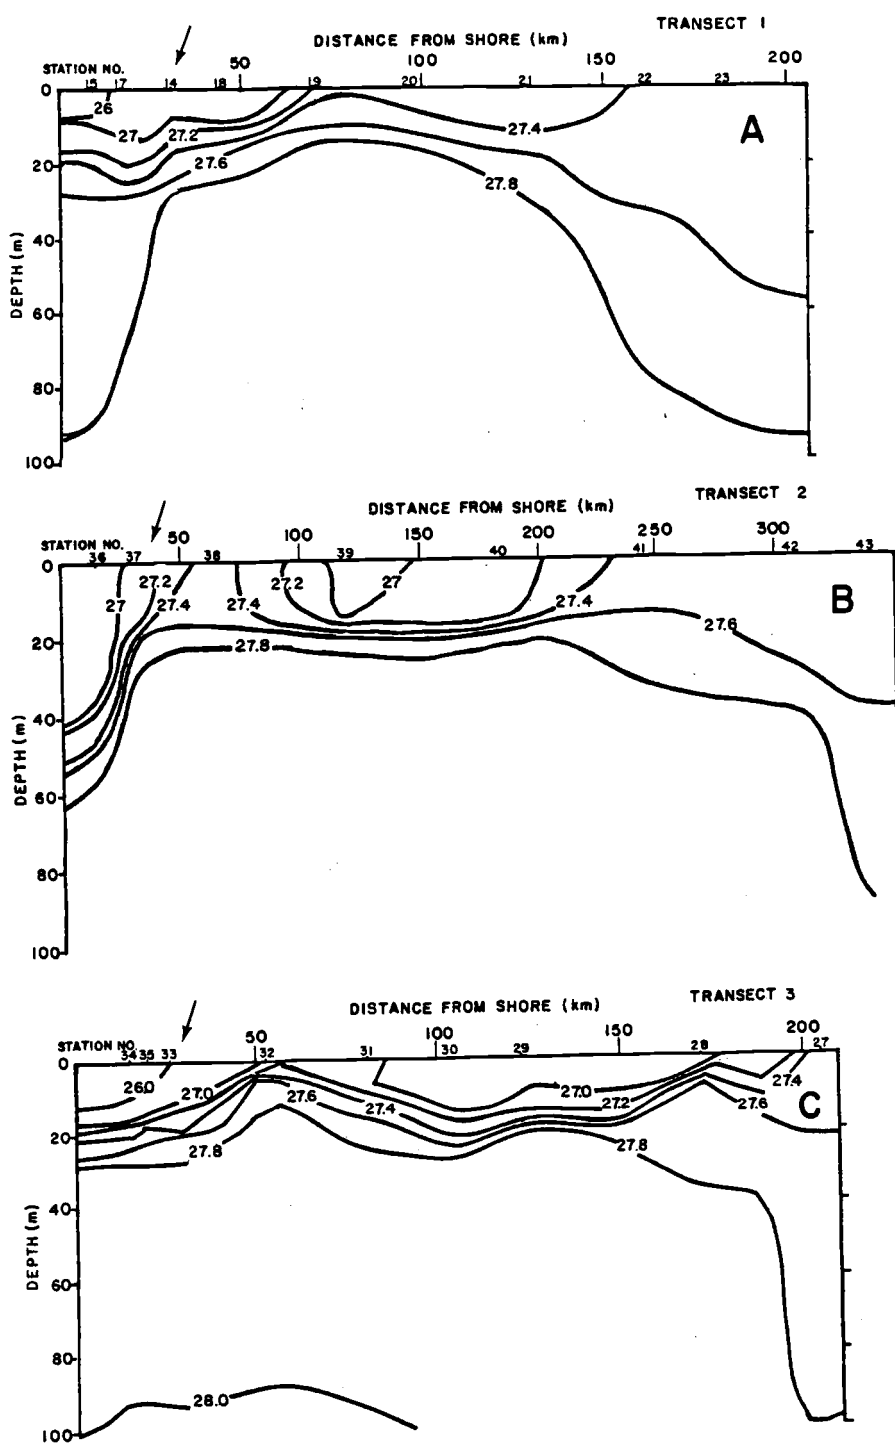 TRANSECT 1
DISTANCE FROM SHORE (km)
50 100 150 200
STATION NO.
15 17 14 18 19 20 21 22 23
0
26
27 27.2 27.4
A
20
27.6
27.8
40
DEPTH (m)
60
80
100
TRANSECT 2
DISTANCE FROM SHORE (km)
50 100 150 200 250 300
STATION NO.
36 37 38 39 40 41 42 43
0
27.2 27.2 27
27 27.4 27.4 27.4
B
27.6
20
27.8
40
DEPTH (m)
60
80
100
TRANSECT 3
DISTANCE FROM SHORE (km)
50 100 150 200
STATION NO.
34 35 33 32 31 30 29 28 27
0
26.0 27.0 27.0 27.4
27.6 27.4 27.2 27.6
C
20
27.8 27.8
40
DEPTH (m)
60
80
28.0
100